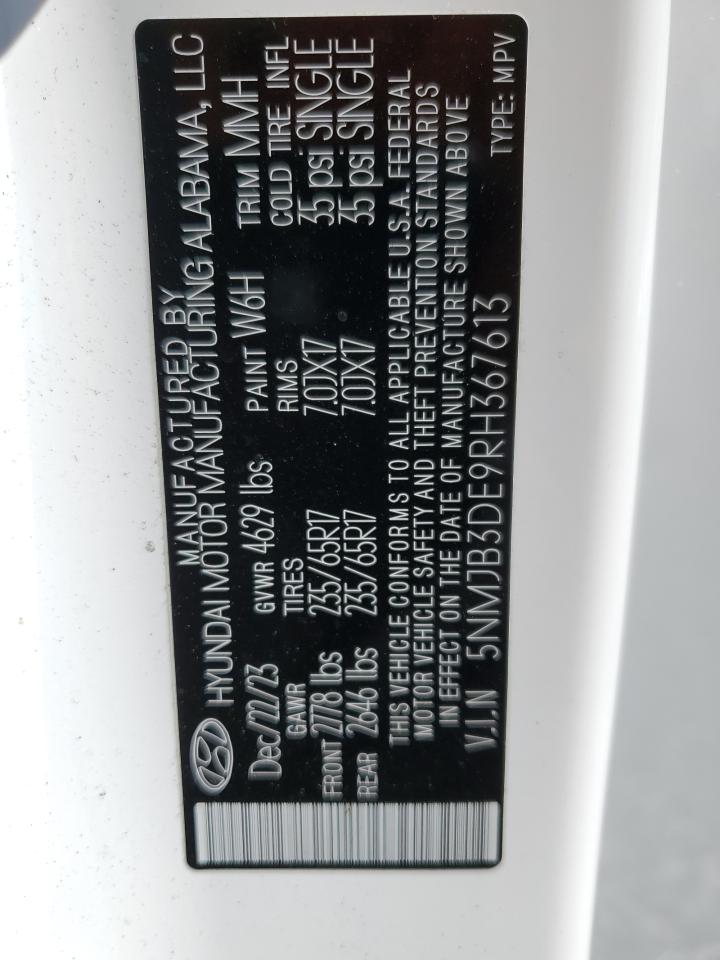 MANUFACTURED BY
HYUNDAI MOTOR MANUFACTURING ALABAMA, LLC
Dec/22/23 GVWR 4629 lbs PAINT W6H TRIM MMH
GAWR TIRES RIMS COLD TIRE INFL
FRONT 2778 lbs 235/65R17 7.0JX17 35 psi SINGLE
REAR 2646 lbs 235/65R17 7.0JX17 35 psi SINGLE
THIS VEHICLE CONFORMS TO ALL APPLICABLE U.S.A. FEDERAL
MOTOR VEHICLE SAFETY AND THEFT PREVENTION STANDARDS
IN EFFECT ON THE DATE OF MANUFACTURE SHOWN ABOVE
V.I.N 5NMJB3DE9RH367613 TYPE: MPV